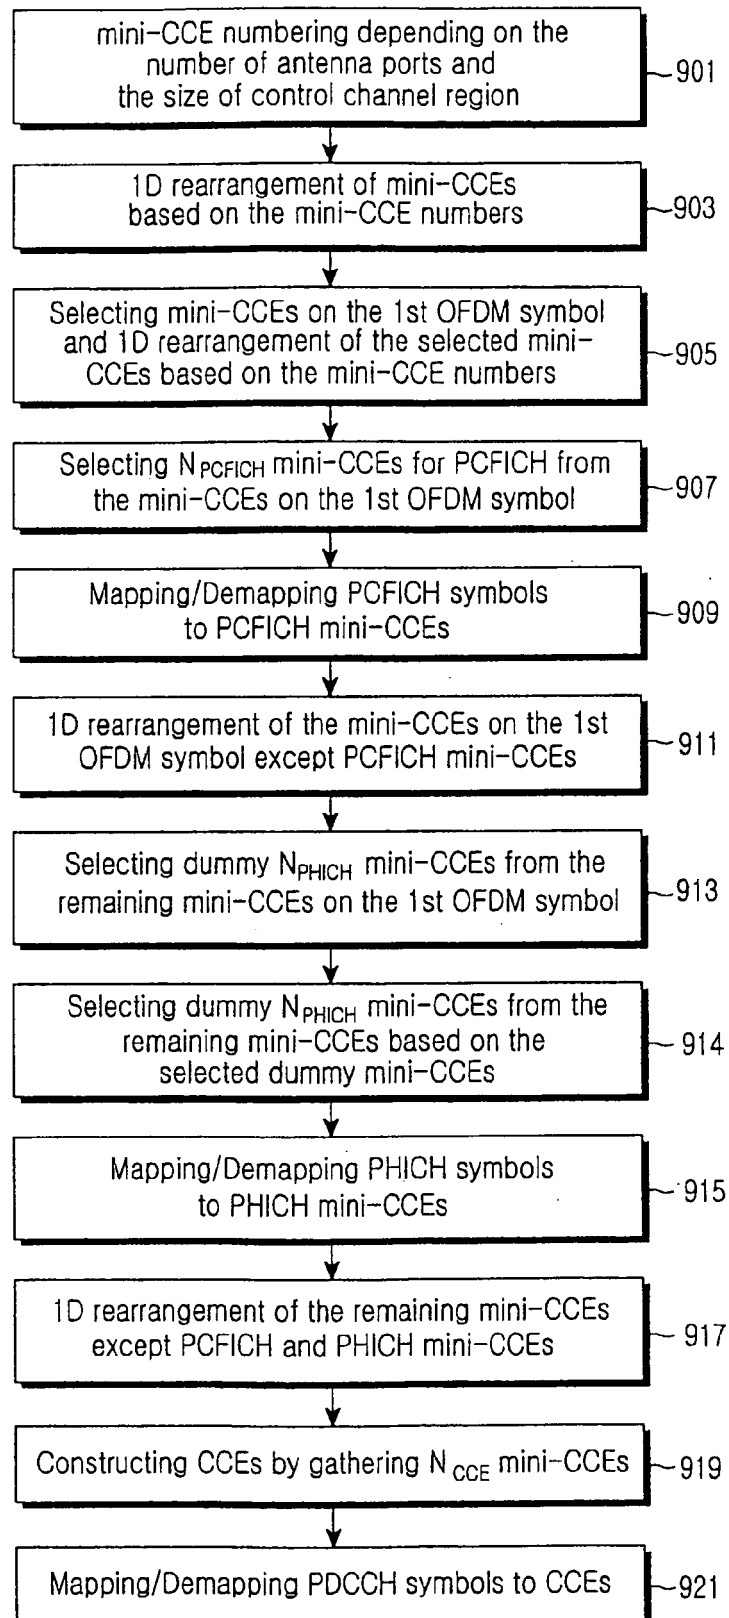 mini-CCE numbering depending on the
number of antenna ports and
the size of control channel region
901
1D rearrangement of mini-CCEs
based on the mini-CCE numbers
903
Selecting mini-CCEs on the 1st OFDM symbol
and 1D rearrangement of the selected mini-
CCEs based on the mini-CCE numbers
905
Selecting NPCFICH mini-CCEs for PCFICH from
the mini-CCEs on the 1st OFDM symbol
907
Mapping/Demapping PCFICH symbols
to PCFICH mini-CCEs
909
1D rearrangement of the mini-CCEs on the 1st
OFDM symbol except PCFICH mini-CCEs
911
Selecting dummy NPHICH mini-CCEs from the
remaining mini-CCEs on the 1st OFDM symbol
913
Selecting dummy NPHICH mini-CCEs from the
remaining mini-CCEs based on the
selected dummy mini-CCEs
914
Mapping/Demapping PHICH symbols
to PHICH mini-CCEs
915
1D rearrangement of the remaining mini-CCEs
except PCFICH and PHICH mini-CCEs
917
Constructing CCEs by gathering NCCE mini-CCEs
919
Mapping/Demapping PDCCH symbols to CCEs
921